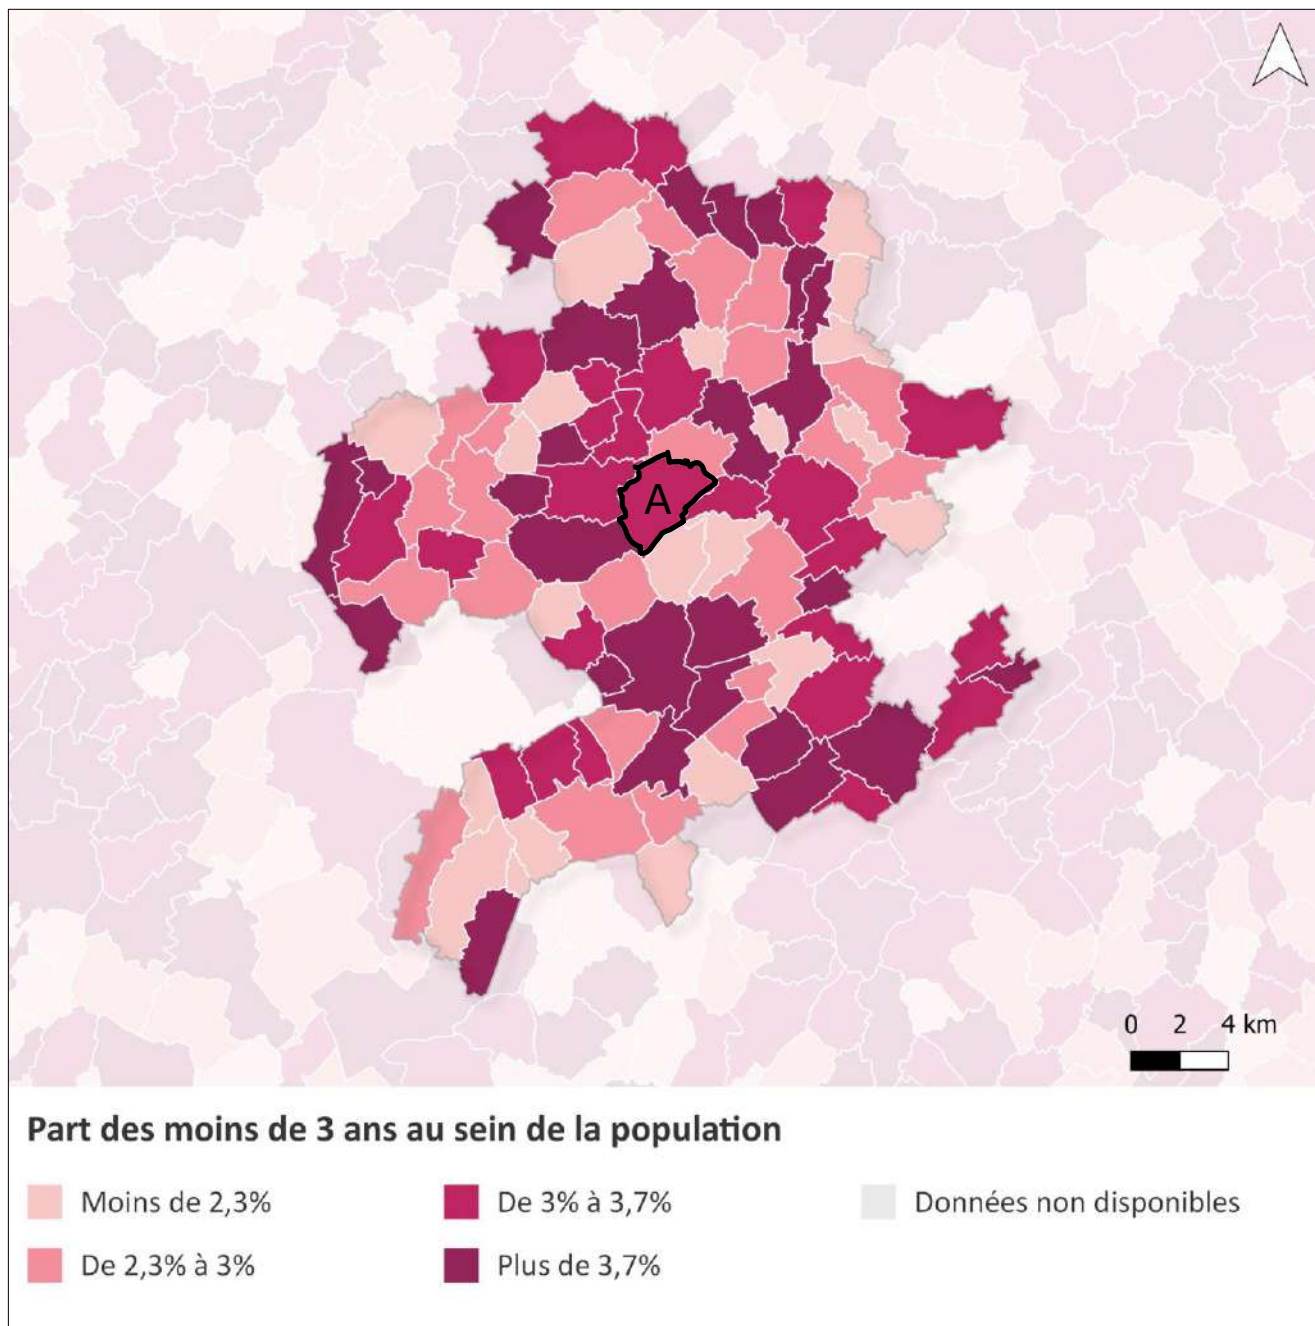 A
0 2 4 km
Part des moins de 3 ans au sein de la population
Moins de 2,3%
De 3% à 3,7%
Données non disponibles
De 2,3% à 3%
Plus de 3,7%